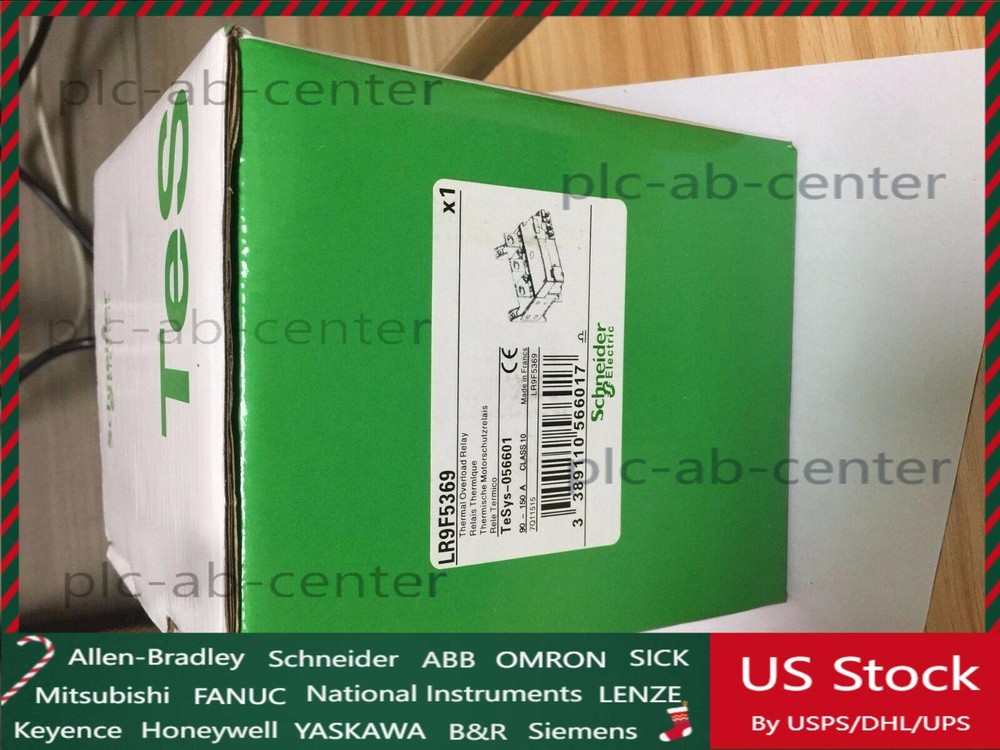 plc-ab-center
plc-ab-center
plc-ab-center
plc-ab-center
plc-ab-center
TeS
LR9F5369
x1
Thermal Overload Relay
Relais Thermique
Thermische Motorschutzrelais
Rele Termico
TeSys-056601
90 - 150 A CLASS 10
Made in France
7Q11515
LR9F5369
3 389110 566017
CE
Schneider
Electric
Allen-Bradley Schneider ABB OMRON SICK
Mitsubishi FANUC National Instruments LENZE
Keyence Honeywell YASKAWA B&R Siemens
US Stock
By USPS/DHL/UPS